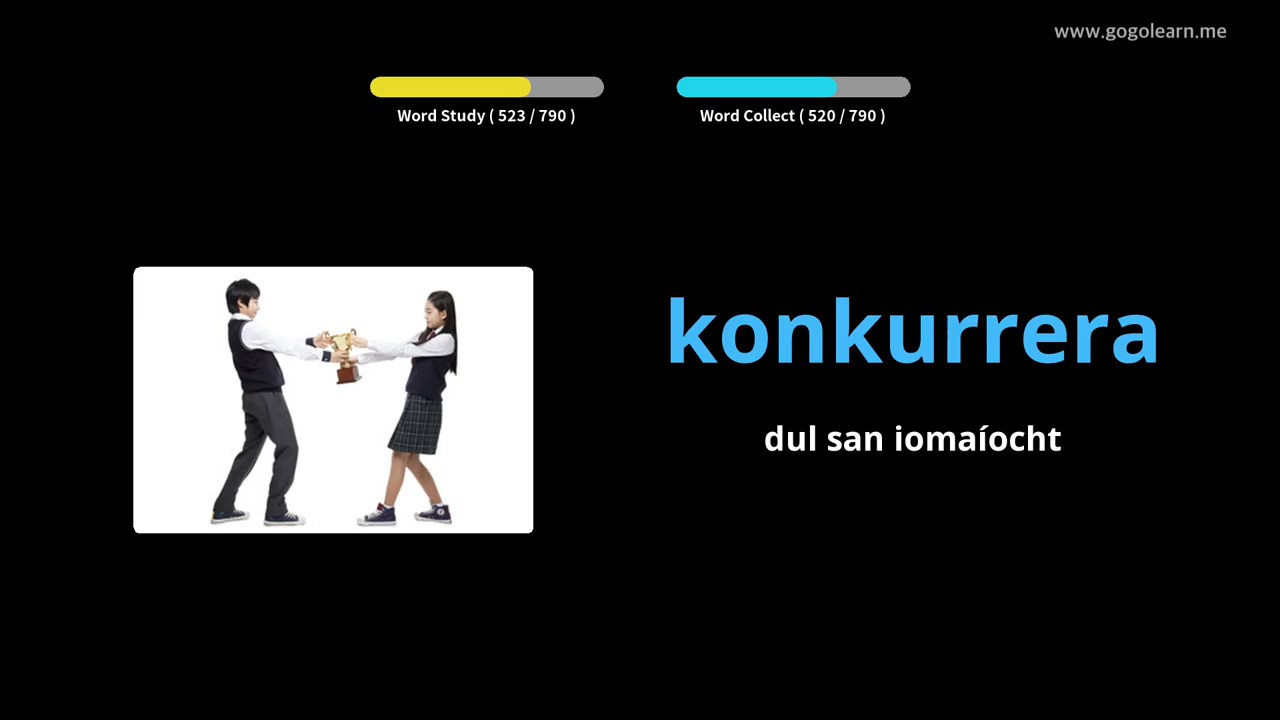 www.gogolearn.me
Word Study ( 523 / 790 )
Word Collect ( 520 / 790 )
konkurrera
dul san iomaíocht